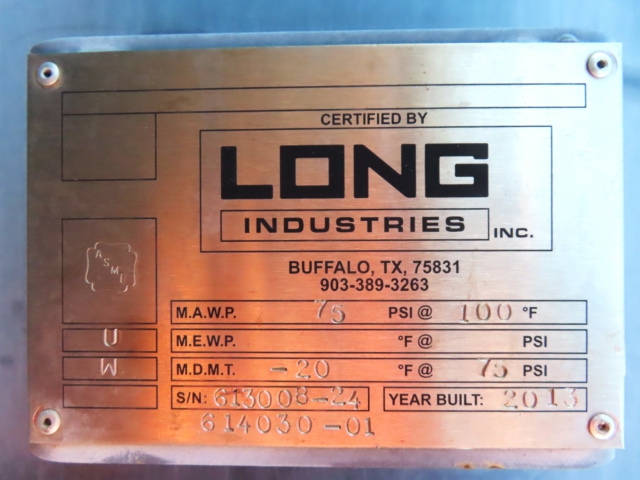 CERTIFIED BY
LONG
INDUSTRIES INC.
BUFFALO, TX, 75831
903-389-3263
ASME
M.A.W.P. 75 PSI @ 100 °F
U M.E.W.P. °F @ PSI
W M.D.M.T. -20 °F @ 75 PSI
S/N: 613008-24 YEAR BUILT: 2013
614030-01